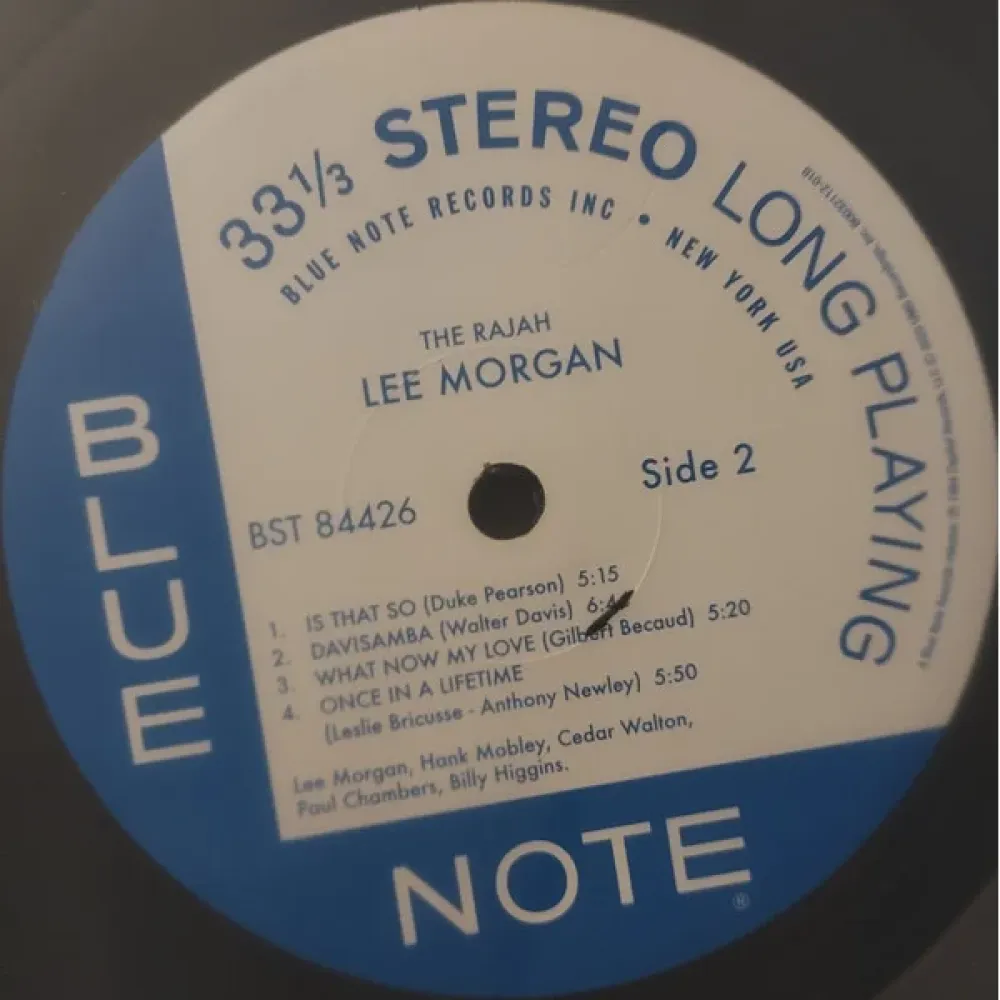 33 1/3 STEREO LONG PLAYING
BLUE NOTE RECORDS INC • NEW YORK USA
THE RAJAH
LEE MORGAN
BST 84426
Side 2
1. IS THAT SO (Duke Pearson) 5:15
2. DAVISAMBA (Walter Davis)
3. WHAT NOW MY LOVE (Gilbert Becaud) 5:20
4. ONCE IN A LIFETIME
(Leslie Bricusse - Anthony Newley) 5:50
Lee Morgan, Hank Mobley, Cedar Walton,
Paul Chambers, Billy Higgins.
BLUE
NOTE
®